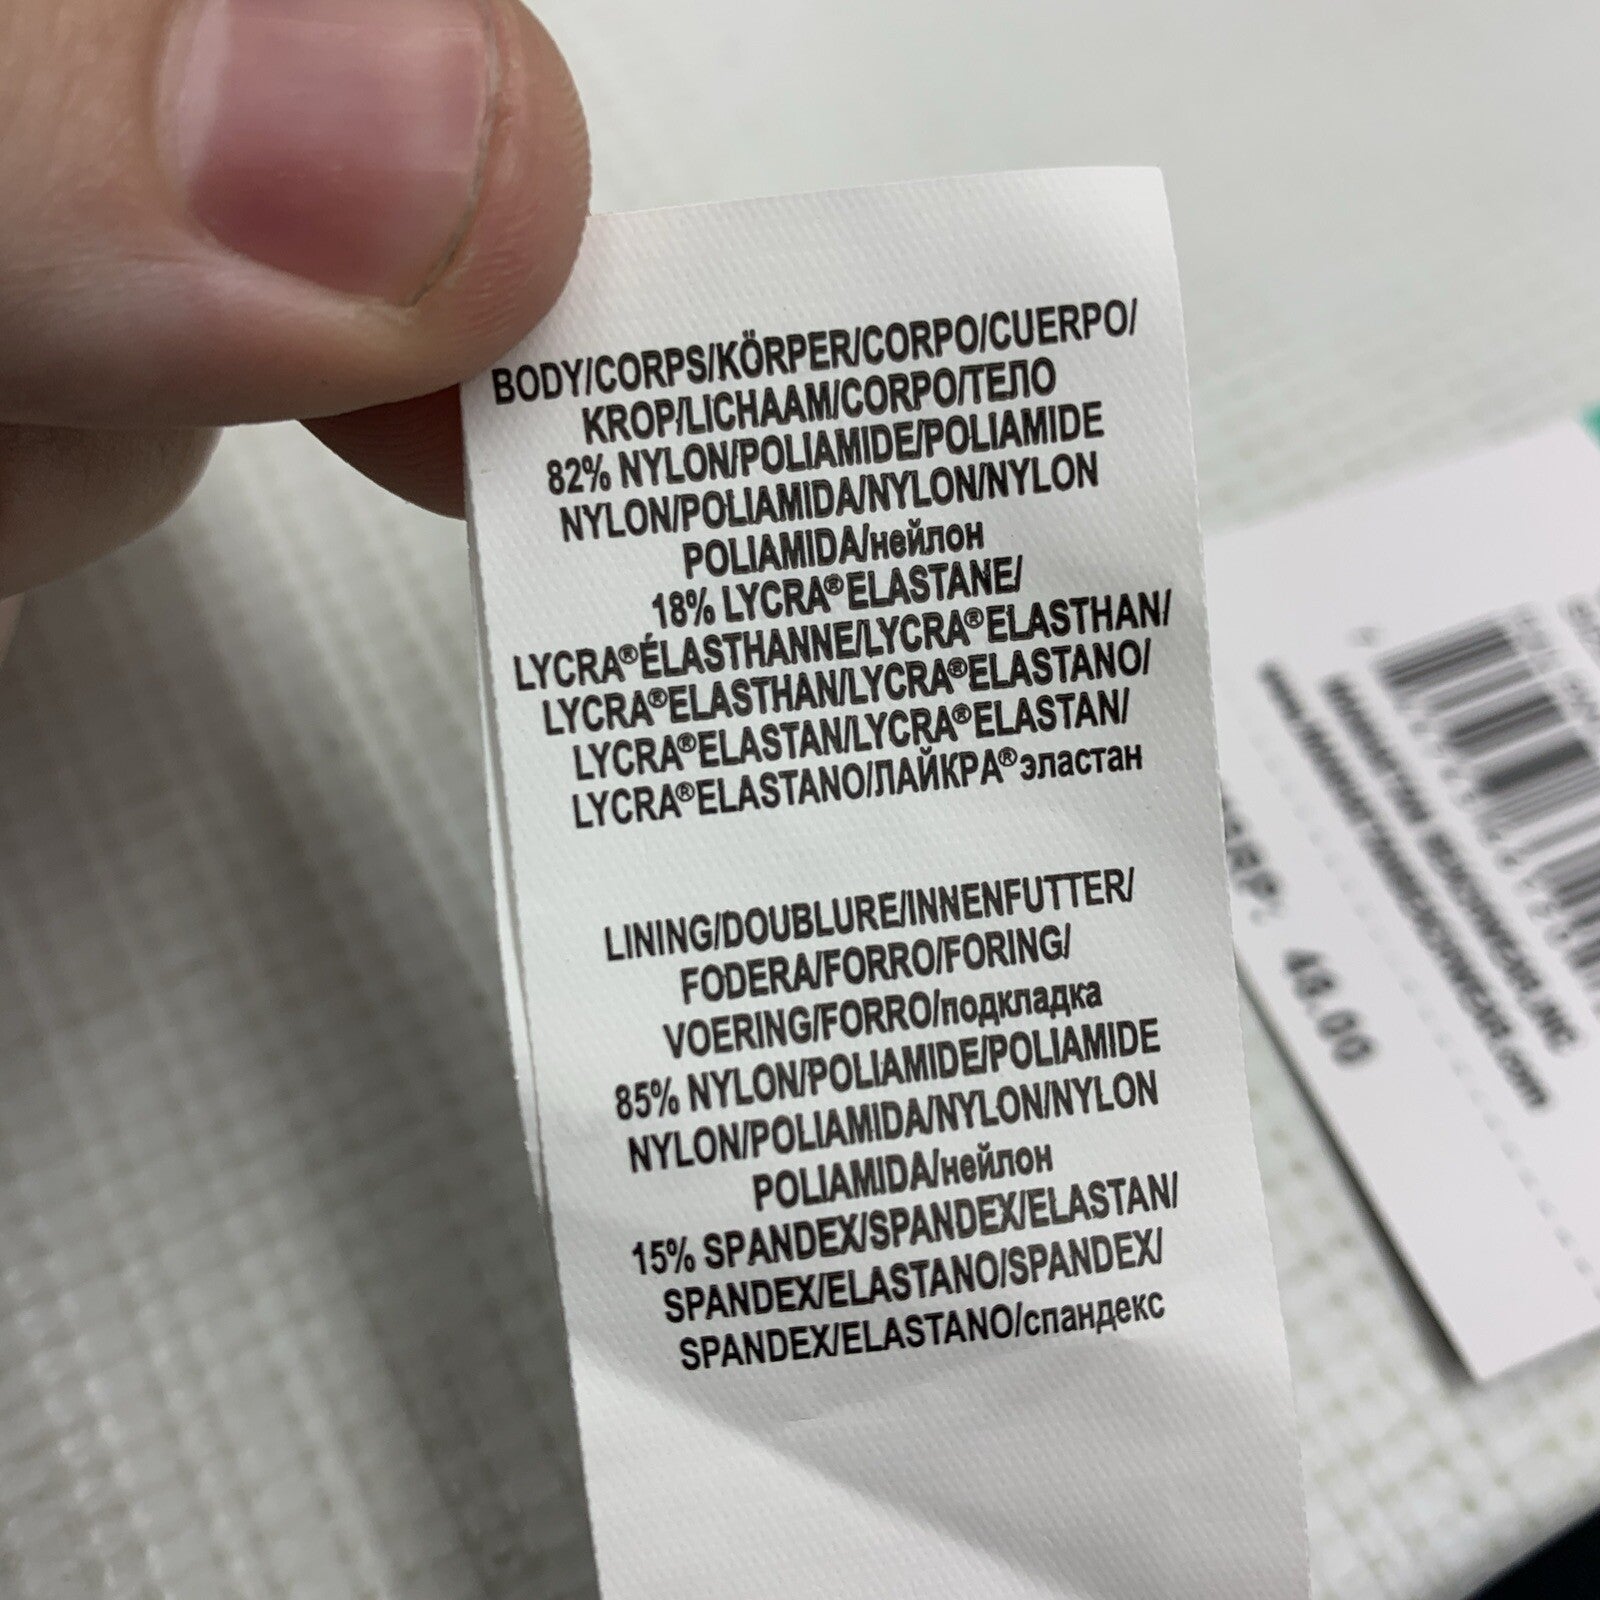 BODY/CORPS/KÖRPER/CORPO/CUERPO/
KROP/LICHAAM/CORPO/ТЕЛО
82% NYLON/POLIAMIDE/POLIAMIDE
NYLON/POLIAMIDA/NYLON/NYLON
POLIAMIDA/нейлон
18% LYCRA®ELASTANE/
LYCRA®ÉLASTHANNE/LYCRA®ELASTHAN/
LYCRA®ELASTHAN/LYCRA®ELASTANO/
LYCRA®ELASTAN/LYCRA®ELASTAN/
LYCRA®ELASTANO/ЛАЙКРА®эластан
LINING/DOUBLURE/INNENFUTTER/
FODERA/FORRO/FORING/
VOERING/FORRO/подкладка
85% NYLON/POLIAMIDE/POLIAMIDE
NYLON/POLIAMIDA/NYLON/NYLON
POLIAMIDA/нейлон
15% SPANDEX/SPANDEX/ELASTAN/
SPANDEX/ELASTANO/SPANDEX/
SPANDEX/ELASTANO/спандекс
48.00